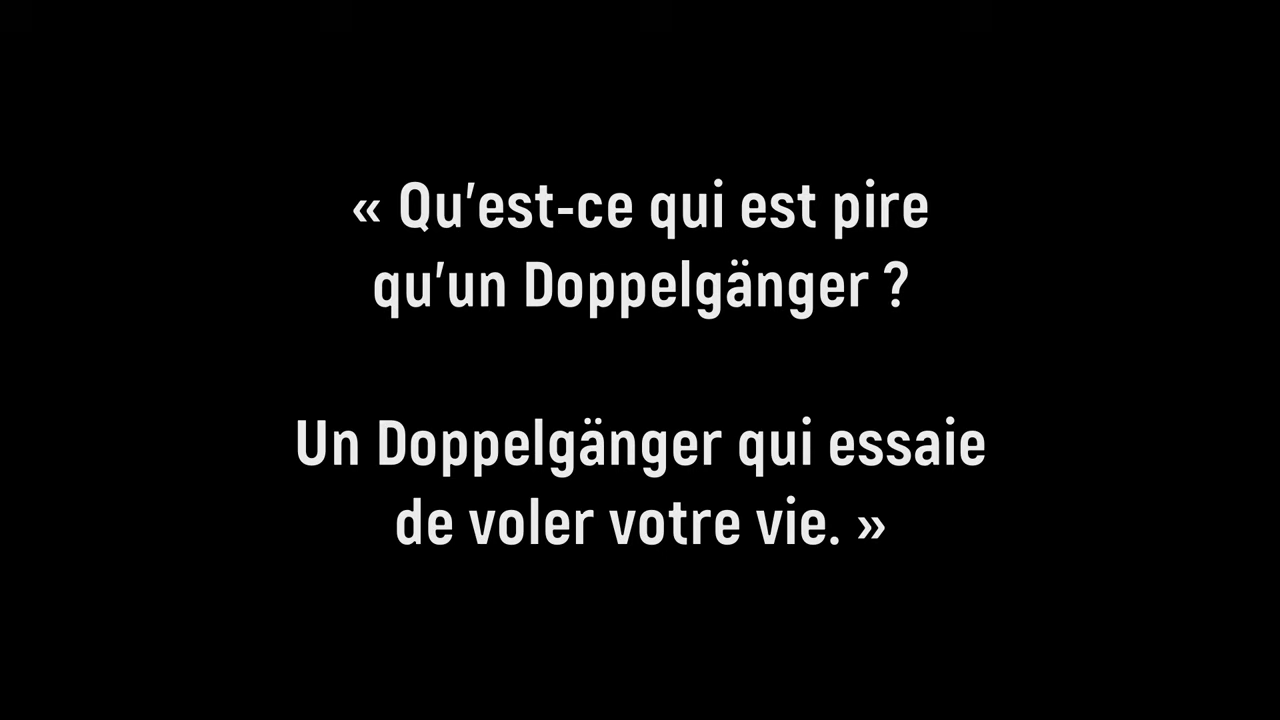 « Qu’est-ce qui est pire
qu’un Doppelgänger ?
Un Doppelgänger qui essaie
de voler votre vie. »